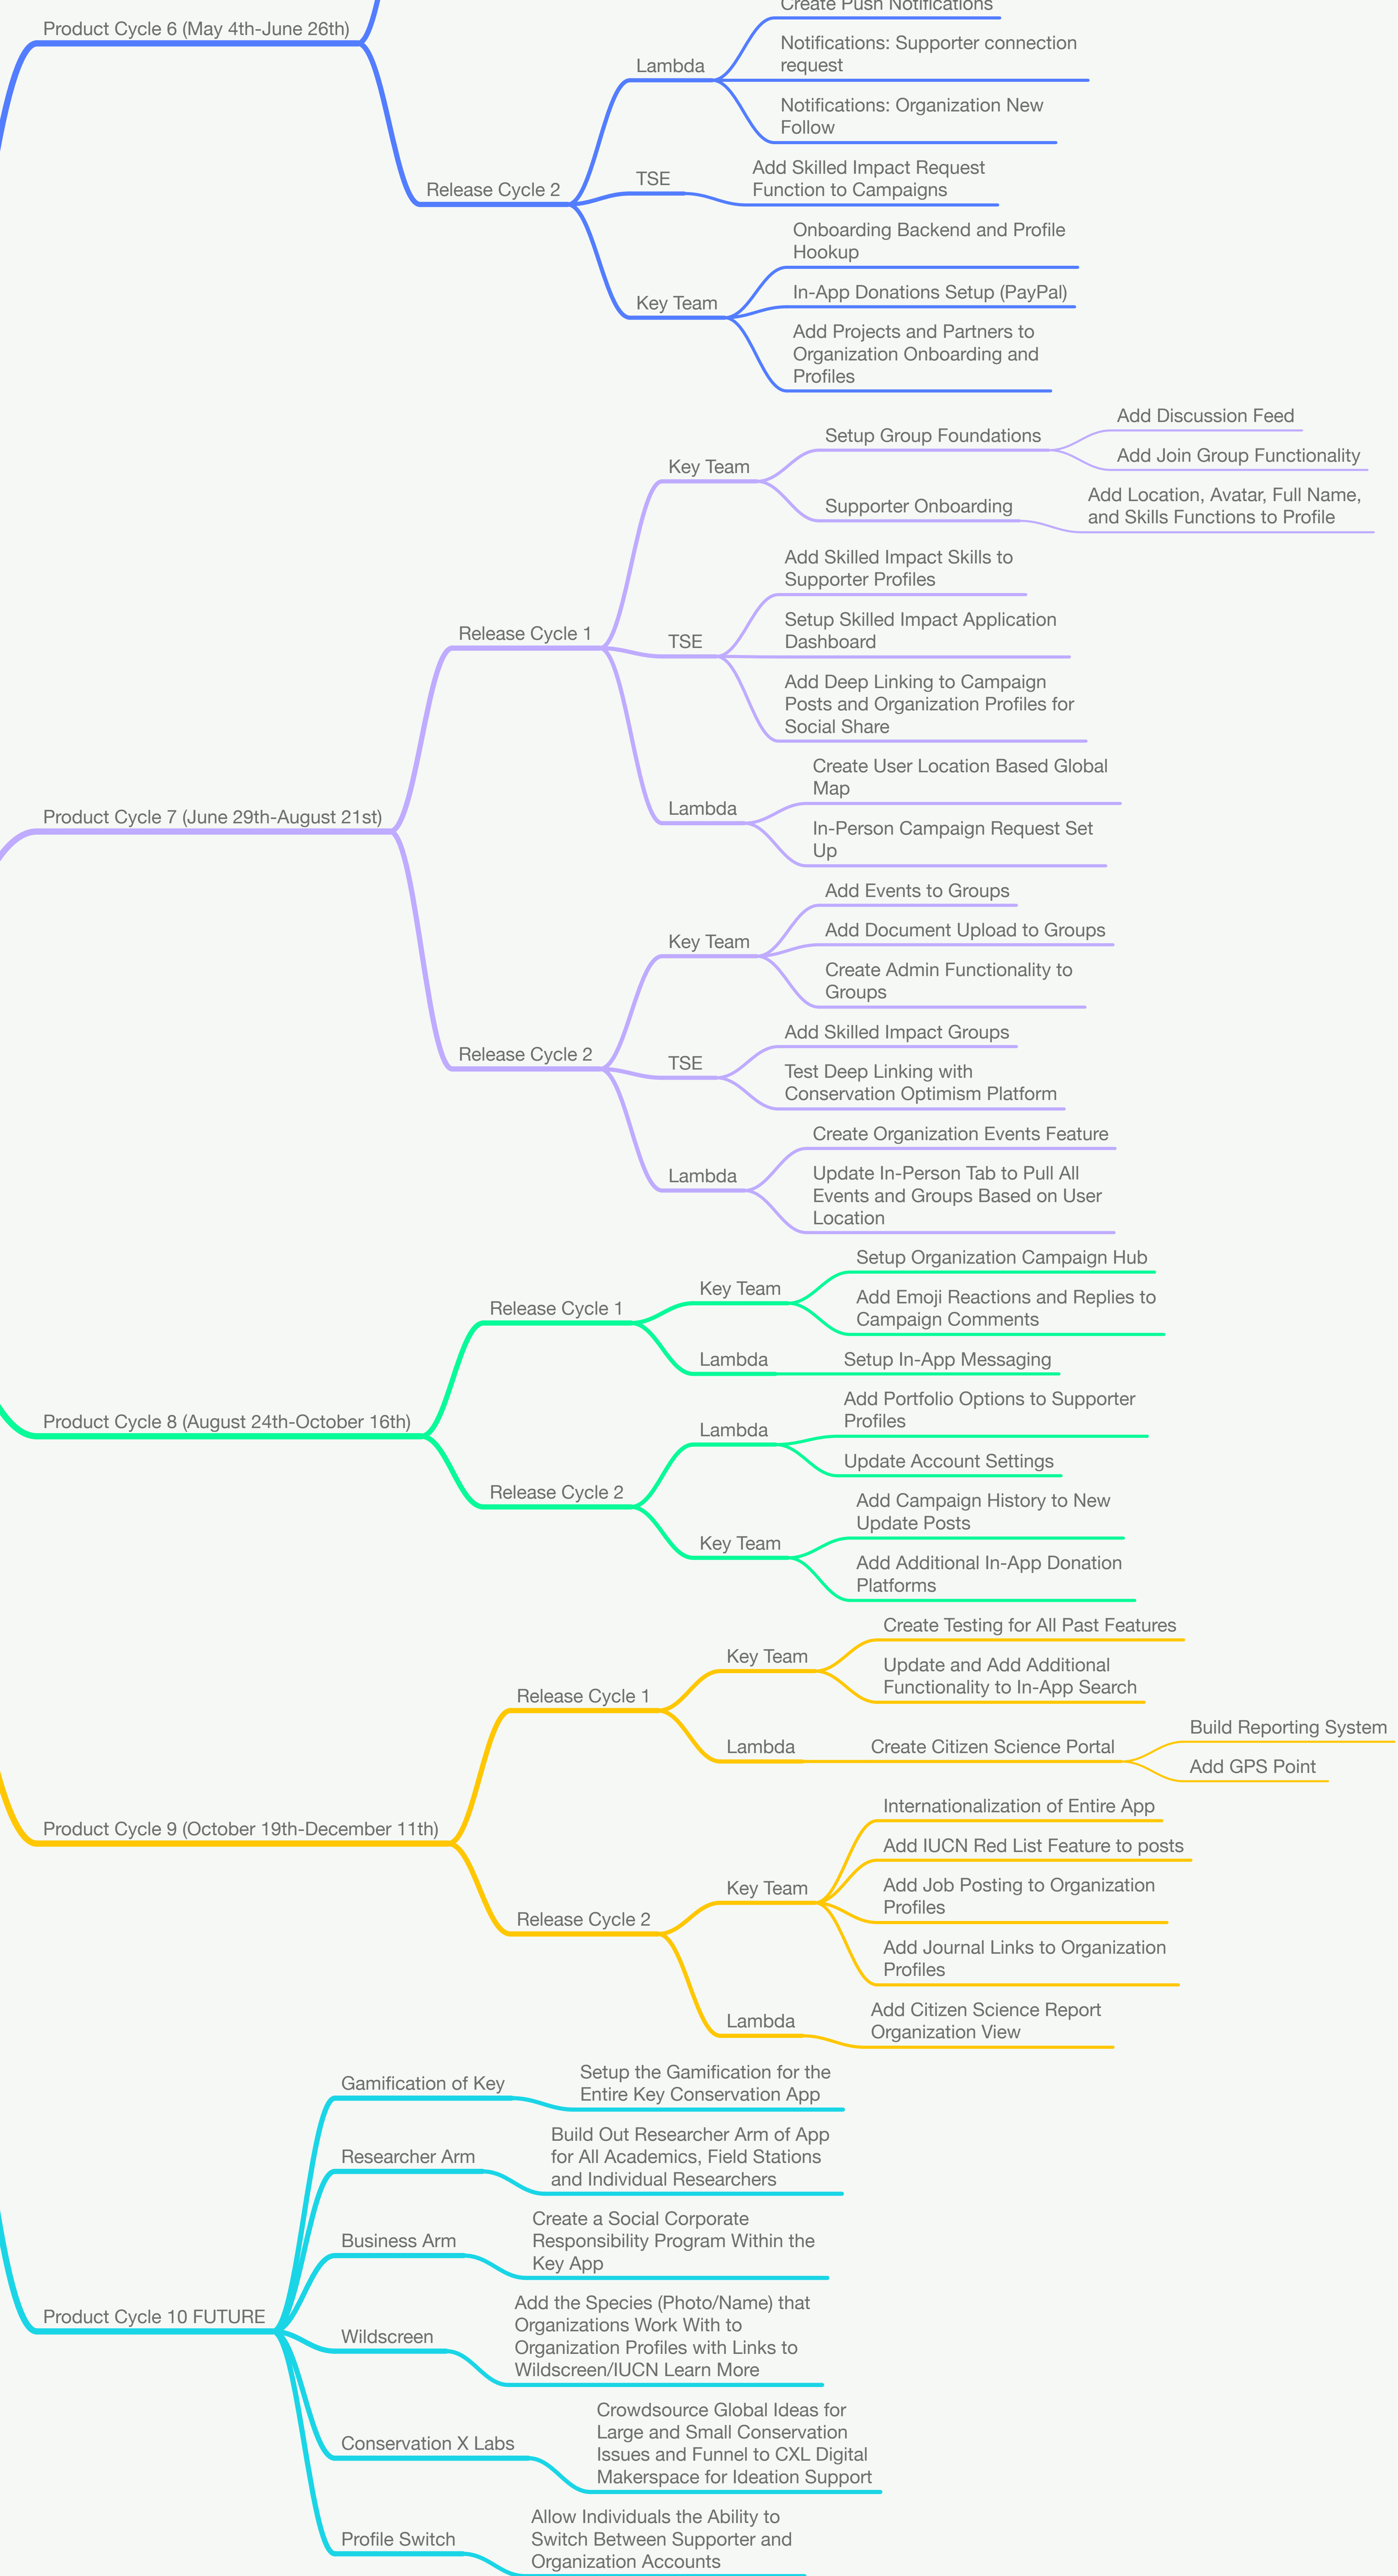 Create Push Notifications
Product Cycle 6 (May 4th-June 26th)
Notifications: Supporter connection
request
Lambda
Notifications: Organization New
Follow
Add Skilled Impact Request
Function to Campaigns
TSE
Release Cycle 2
Onboarding Backend and Profile
Hookup
In-App Donations Setup (PayPal)
Key Team
Add Projects and Partners to
Organization Onboarding and
Profiles
Add Discussion Feed
Setup Group Foundations
Add Join Group Functionality
Key Team
Add Location, Avatar, Full Name,
and Skills Functions to Profile
Supporter Onboarding
Add Skilled Impact Skills to
Supporter Profiles
Setup Skilled Impact Application
Dashboard
Release Cycle 1
TSE
Add Deep Linking to Campaign
Posts and Organization Profiles for
Social Share
Create User Location Based Global
Map
Lambda
In-Person Campaign Request Set
Up
Product Cycle 7 (June 29th-August 21st)
Add Events to Groups
Add Document Upload to Groups
Key Team
Create Admin Functionality to
Groups
Add Skilled Impact Groups
Release Cycle 2
TSE
Test Deep Linking with
Conservation Optimism Platform
Create Organization Events Feature
Lambda
Update In-Person Tab to Pull All
Events and Groups Based on User
Location
Setup Organization Campaign Hub
Key Team
Add Emoji Reactions and Replies to
Campaign Comments
Release Cycle 1
Lambda
Setup In-App Messaging
Product Cycle 8 (August 24th-October 16th)
Add Portfolio Options to Supporter
Profiles
Lambda
Update Account Settings
Release Cycle 2
Add Campaign History to New
Update Posts
Key Team
Add Additional In-App Donation
Platforms
Create Testing for All Past Features
Key Team
Update and Add Additional
Functionality to In-App Search
Release Cycle 1
Build Reporting System
Lambda
Create Citizen Science Portal
Add GPS Point
Product Cycle 9 (October 19th-December 11th)
Internationalization of Entire App
Add IUCN Red List Feature to posts
Key Team
Add Job Posting to Organization
Profiles
Release Cycle 2
Add Journal Links to Organization
Profiles
Lambda
Add Citizen Science Report
Organization View
Gamification of Key
Setup the Gamification for the
Entire Key Conservation App
Researcher Arm
Build Out Researcher Arm of App
for All Academics, Field Stations
and Individual Researchers
Business Arm
Create a Social Corporate
Responsibility Program Within the
Key App
Product Cycle 10 FUTURE
Wildscreen
Add the Species (Photo/Name) that
Organizations Work With to
Organization Profiles with Links to
Wildscreen/IUCN Learn More
Conservation X Labs
Crowdsource Global Ideas for
Large and Small Conservation
Issues and Funnel to CXL Digital
Makerspace for Ideation Support
Profile Switch
Allow Individuals the Ability to
Switch Between Supporter and
Organization Accounts